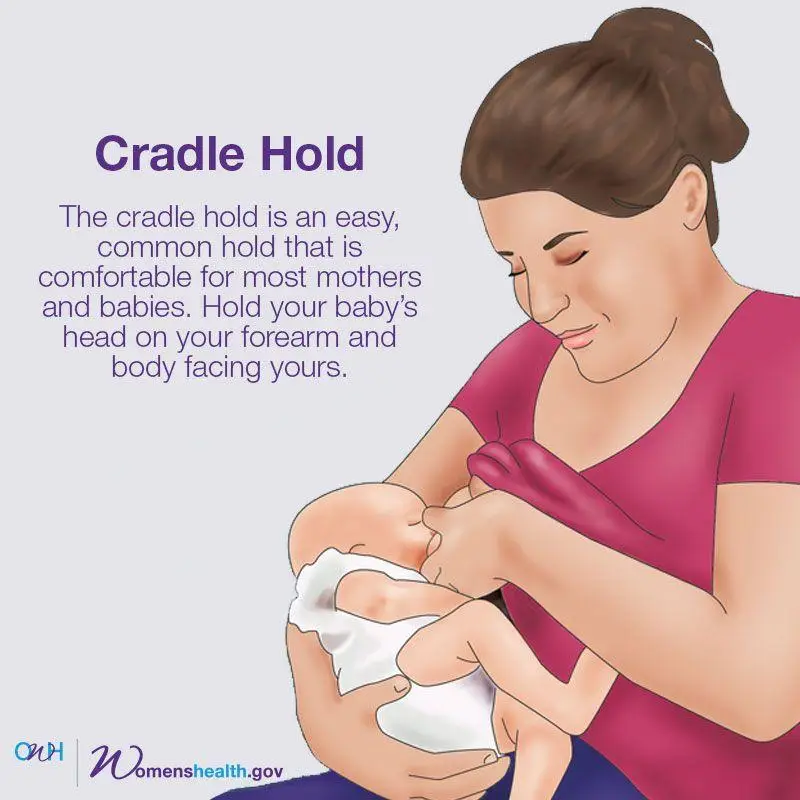 Cradle Hold
The cradle hold is an easy,
common hold that is
comfortable for most mothers
and babies. Hold your baby’s
head on your forearm and
body facing yours.
OWH
Womenshealth.gov